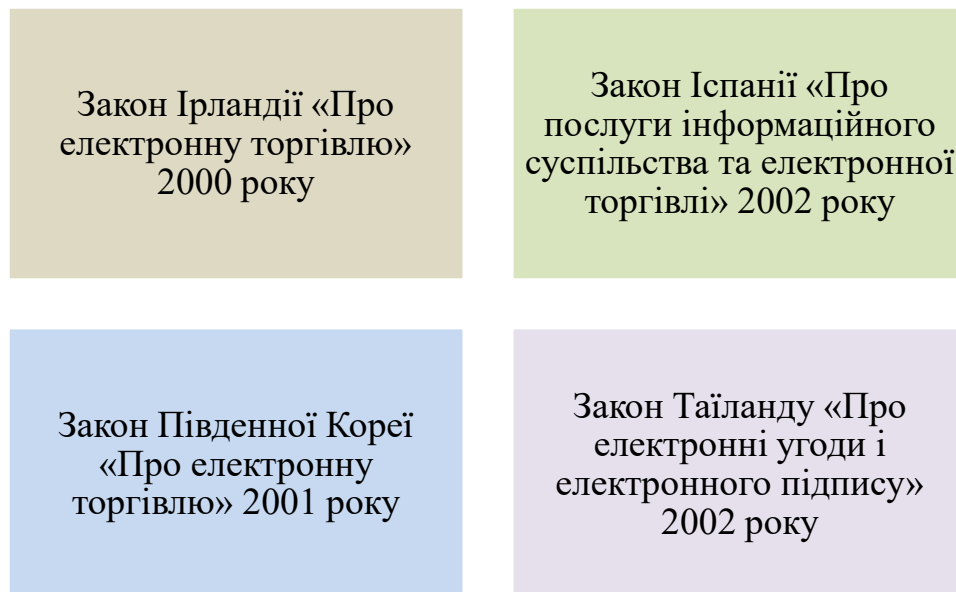 Закон Ірландії «Про
електронну торгівлю»
2000 року
Закон Іспанії «Про
послуги інформаційного
суспільства та електронної
торгівлі» 2002 року
Закон Південної Кореї
«Про електронну
торгівлю» 2001 року
Закон Таїланду «Про
електронні угоди і
електронного підпису»
2002 року